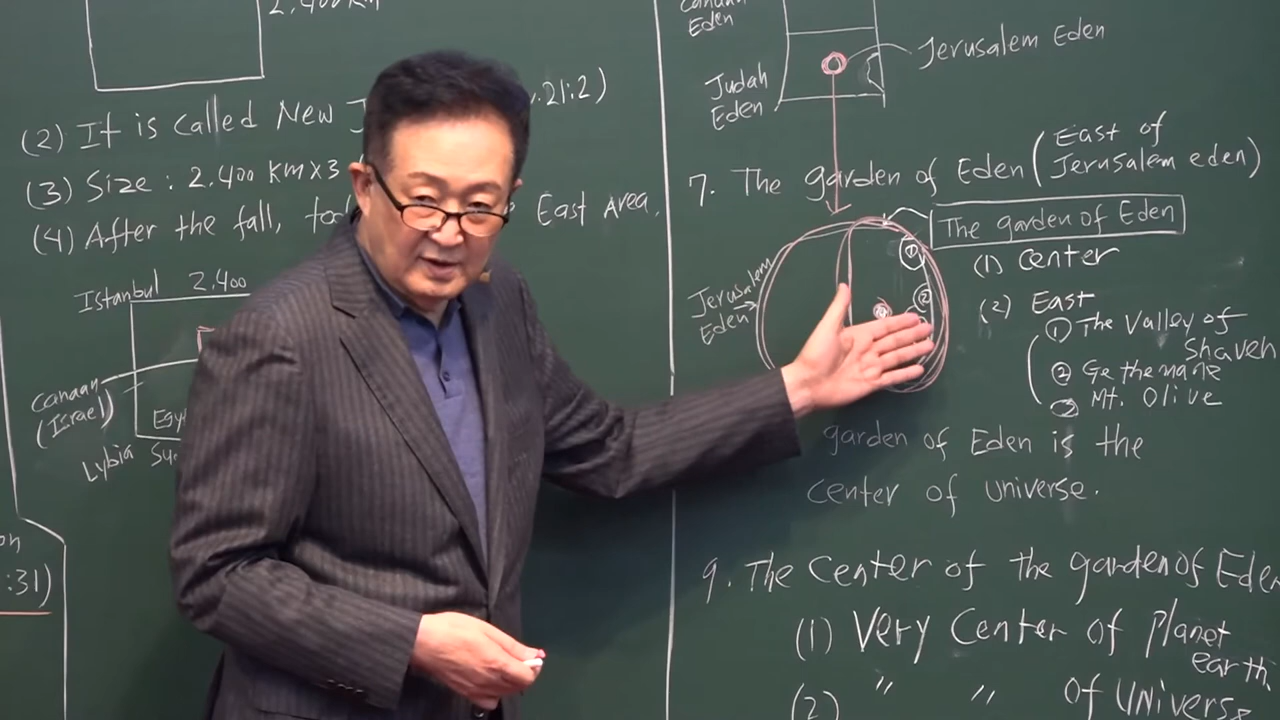 2.400 km
(2) It is called New J .21:2)
(3) Size : 2.400 km x 3
(4) After the fall, East Area.
Istanbul 2.400
Canaan
(Israel)
Egy
Lybia
on
:31)
Canaan
Eden
Judah
Eden
Jerusalem Eden
7. The garden of Eden (East of
Jerusalem eden)
The garden of Eden
Jerusalem
Eden
①
②
(1) Center
(2) East
① The Valley of
Shaveh
② Gethemane
③ Mt. Olive
garden of Eden is the
center of universe.
9. The Center of the garden of Eden
(1) Very Center of Planet
earth.
(2) " " of Universe